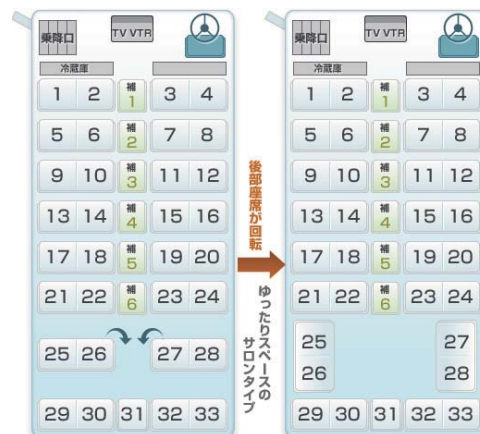 乗降口 TV VTR
冷蔵庫
1 2 補1 3 4
5 6 補2 7 8
9 10 補3 11 12
13 14 補4 15 16
17 18 補5 19 20
21 22 補6 23 24
25 26 27 28
29 30 31 32 33
後部座席が回転
ゆったりスペースの
サロンタイプ
乗降口 TV VTR
冷蔵庫
1 2 補1 3 4
5 6 補2 7 8
9 10 補3 11 12
13 14 補4 15 16
17 18 補5 19 20
21 22 補6 23 24
25 27
26 28
29 30 31 32 33